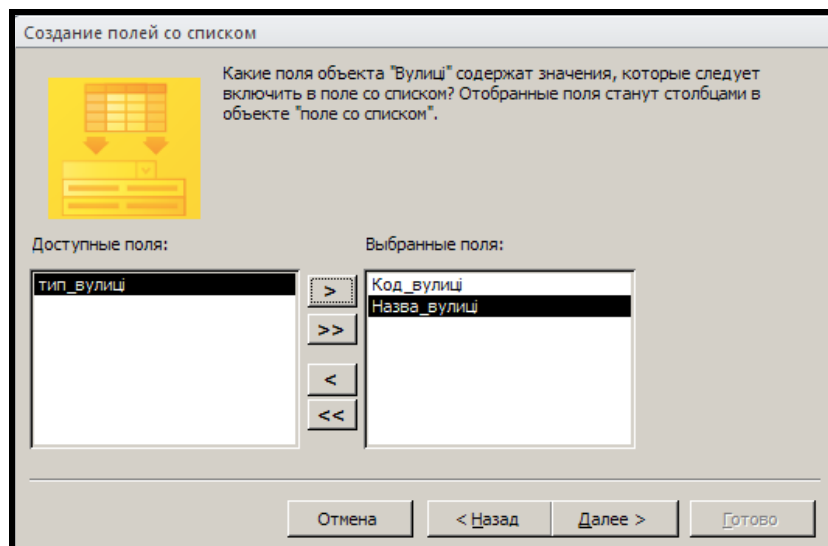 Создание полей со списком
Какие поля объекта "Вулиці" содержат значения, которые следует
включить в поле со списком? Отобранные поля станут столбцами в
объекте "поле со списком".
Доступные поля:
Выбранные поля:
тип_вулиці
>
>>
<
<<
Код_вулиці
Назва_вулиці
Отмена
< Назад
Далее >
Готово